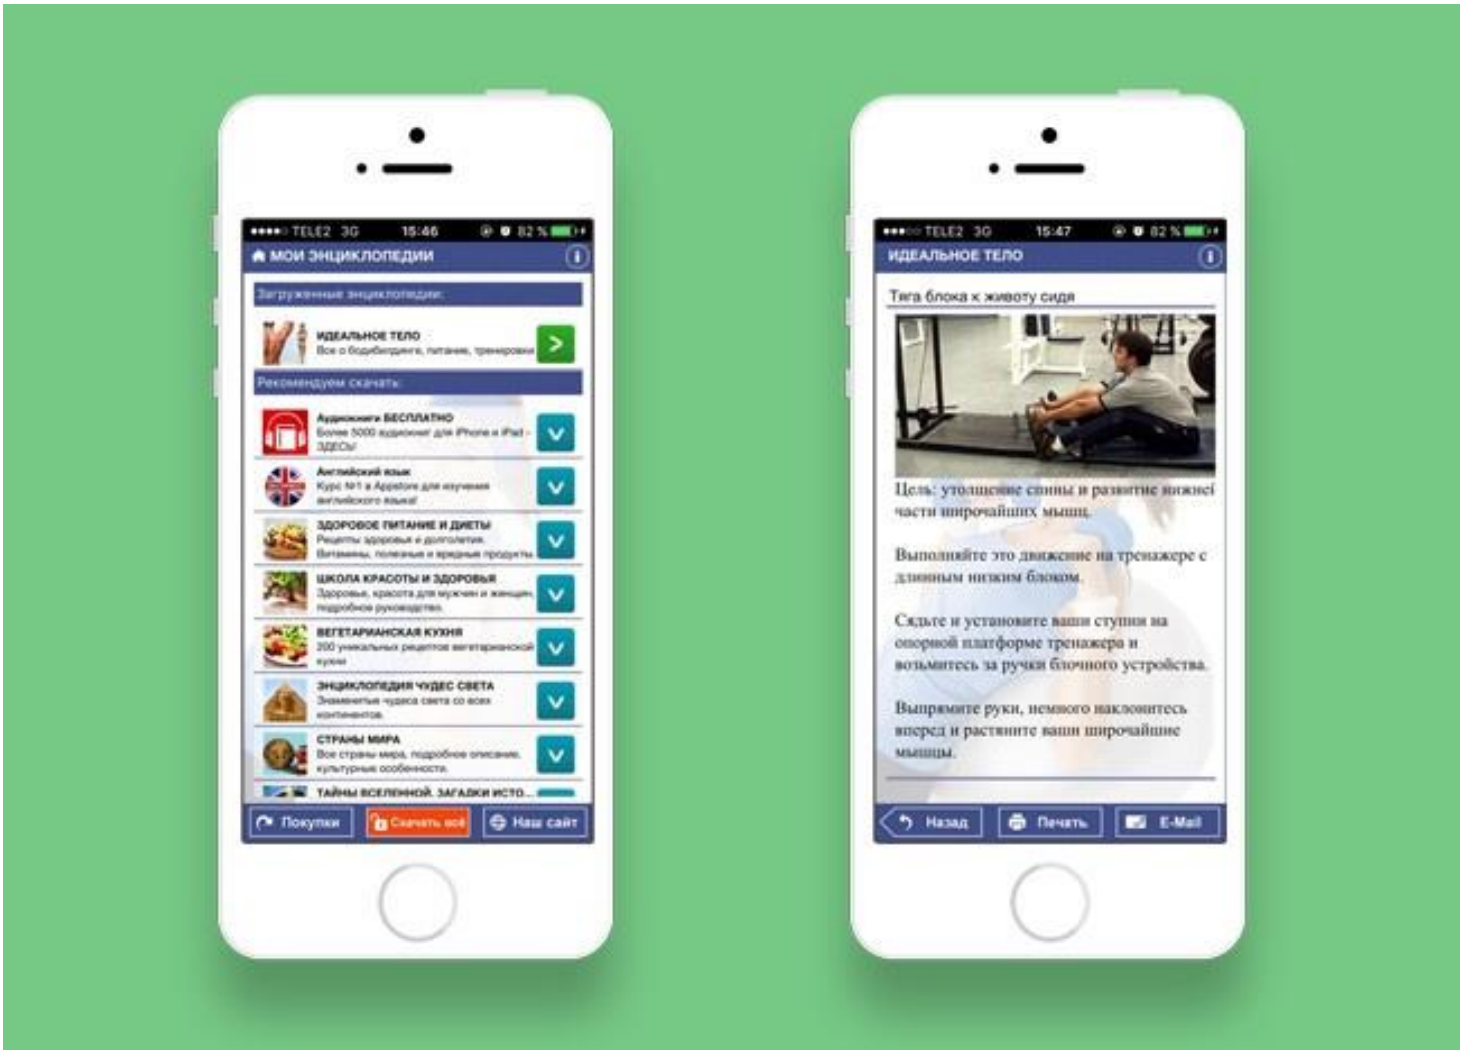 TELE2 3G 15:46 82 %
МОИ ЭНЦИКЛОПЕДИИ
Загруженные энциклопедии:
ИДЕАЛЬНОЕ ТЕЛО
Все о бодибилдинге, питание, тренировки
Рекомендуем скачать:
Аудиокниги БЕСПЛАТНО
Более 5000 аудиокниг для iPhone и iPad -
ЗДЕСЬ!
Английский язык
Курс №1 в Appstore для изучения
английского языка!
ЗДОРОВОЕ ПИТАНИЕ И ДИЕТЫ
Рецепты здоровья и долголетия.
Витамины, полезные и вредные продукты.
ШКОЛА КРАСОТЫ И ЗДОРОВЬЯ
Здоровье, красота для мужчин и женщин,
подробное руководство.
ВЕГЕТАРИАНСКАЯ КУХНЯ
200 уникальных рецептов вегетарианской
кухни
ЭНЦИКЛОПЕДИЯ ЧУДЕС СВЕТА
Знаменитые чудеса света со всех
континентов.
СТРАНЫ МИРА
Все страны мира, подробное описание,
культурные особенности.
ТАЙНЫ ВСЕЛЕННОЙ. ЗАГАДКИ ИСТО...
Покупки Скачать всё Наш сайт
TELE2 3G 15:47 82 %
ИДЕАЛЬНОЕ ТЕЛО
Тяга блока к животу сидя
Цель: утолщение спины и развитие нижней
части широчайших мышц.
Выполняйте это движение на тренажере с
длинным низким блоком.
Сядьте и установите ваши ступни на
опорной платформе тренажера и
возьмитесь за ручки блочного устройства.
Выпрямите руки, немного наклонитесь
вперед и растяните ваши широчайшие
мышцы.
Назад Печать E-Mail